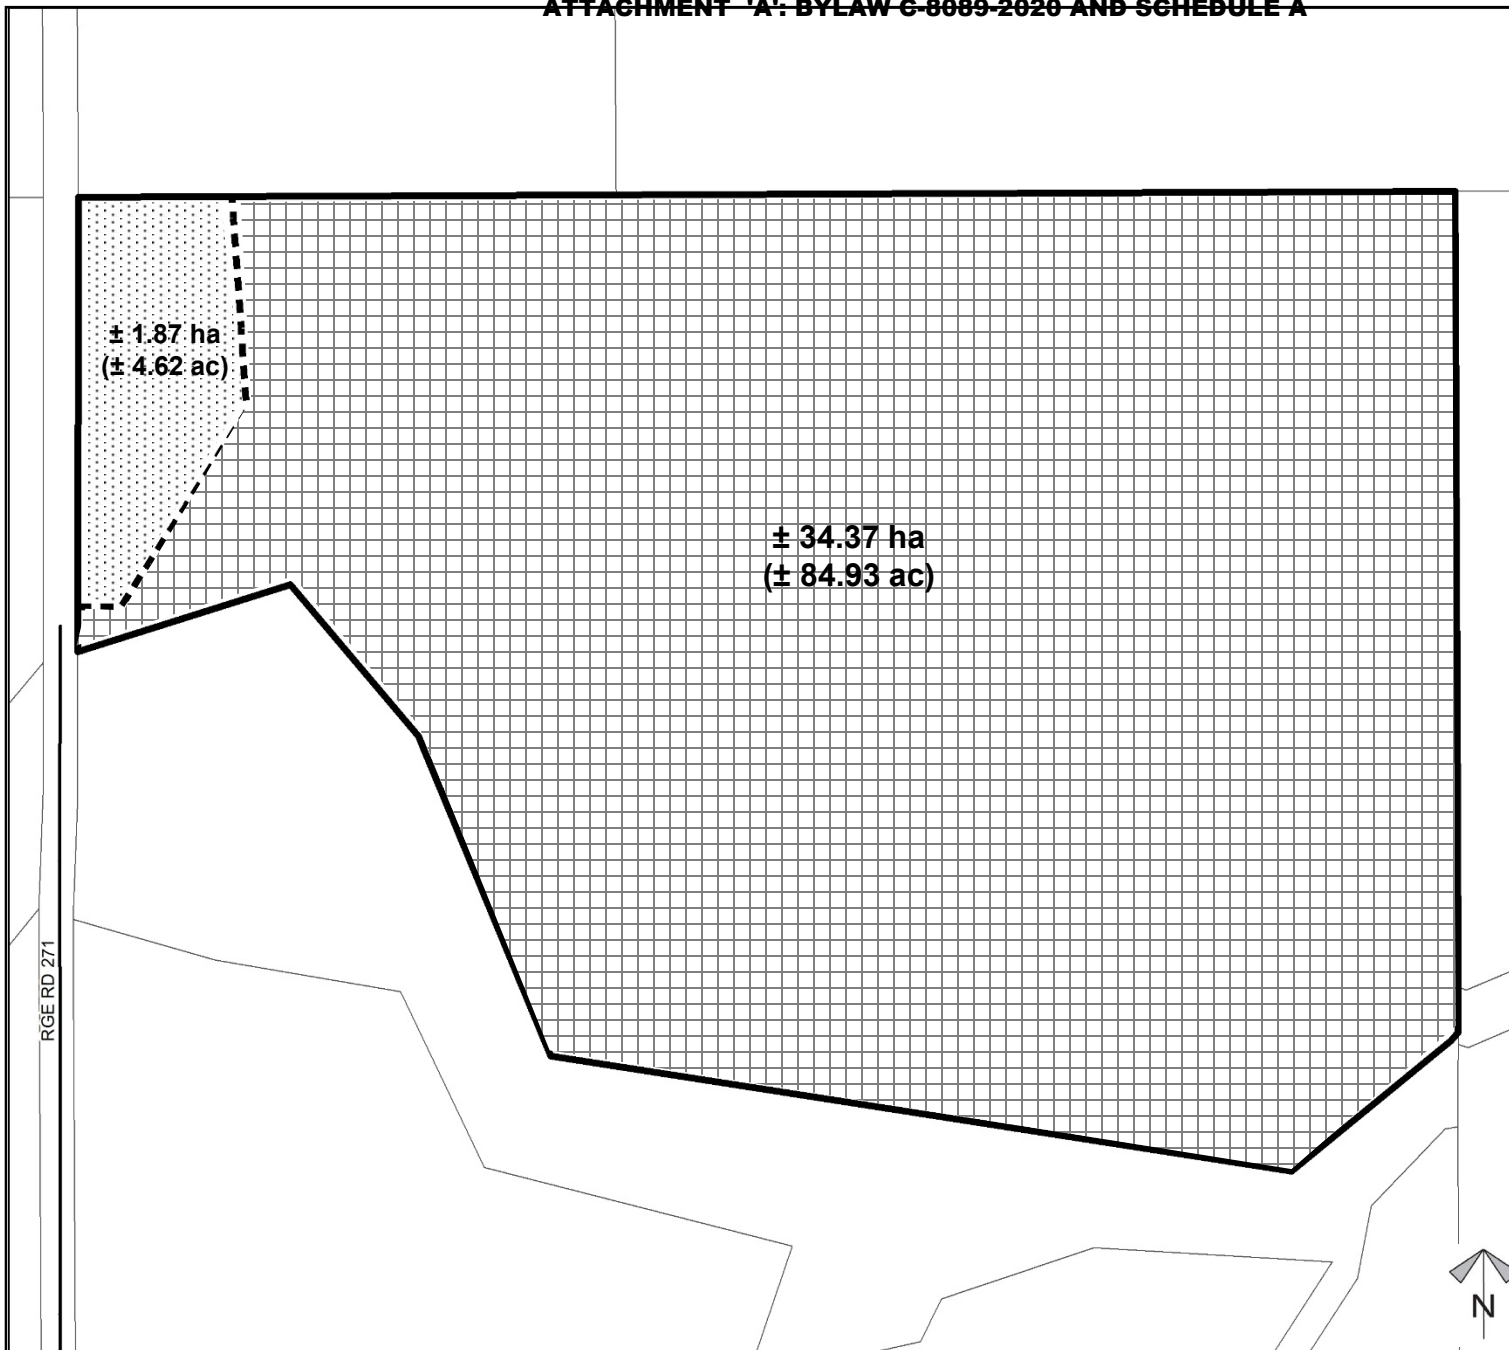 ATTACHMENT 'A': BYLAW C-8089-2020 AND SCHEDULE A
± 1.87 ha
(± 4.62 ac)
± 34.37 ha
(± 84.93 ac)
RGE RD 271
N